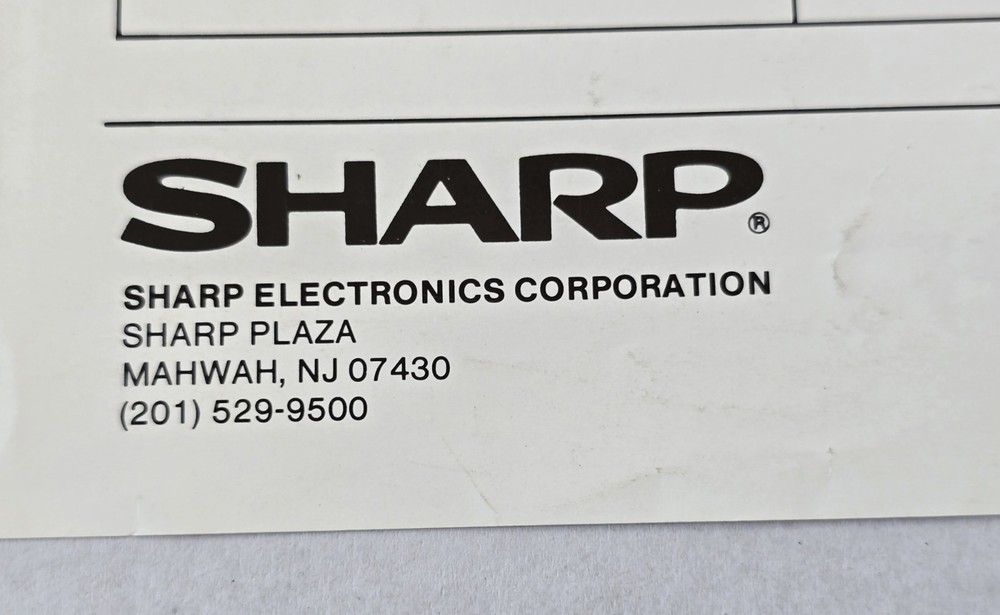 SHARP®
SHARP ELECTRONICS CORPORATION
SHARP PLAZA
MAHWAH, NJ 07430
(201) 529-9500